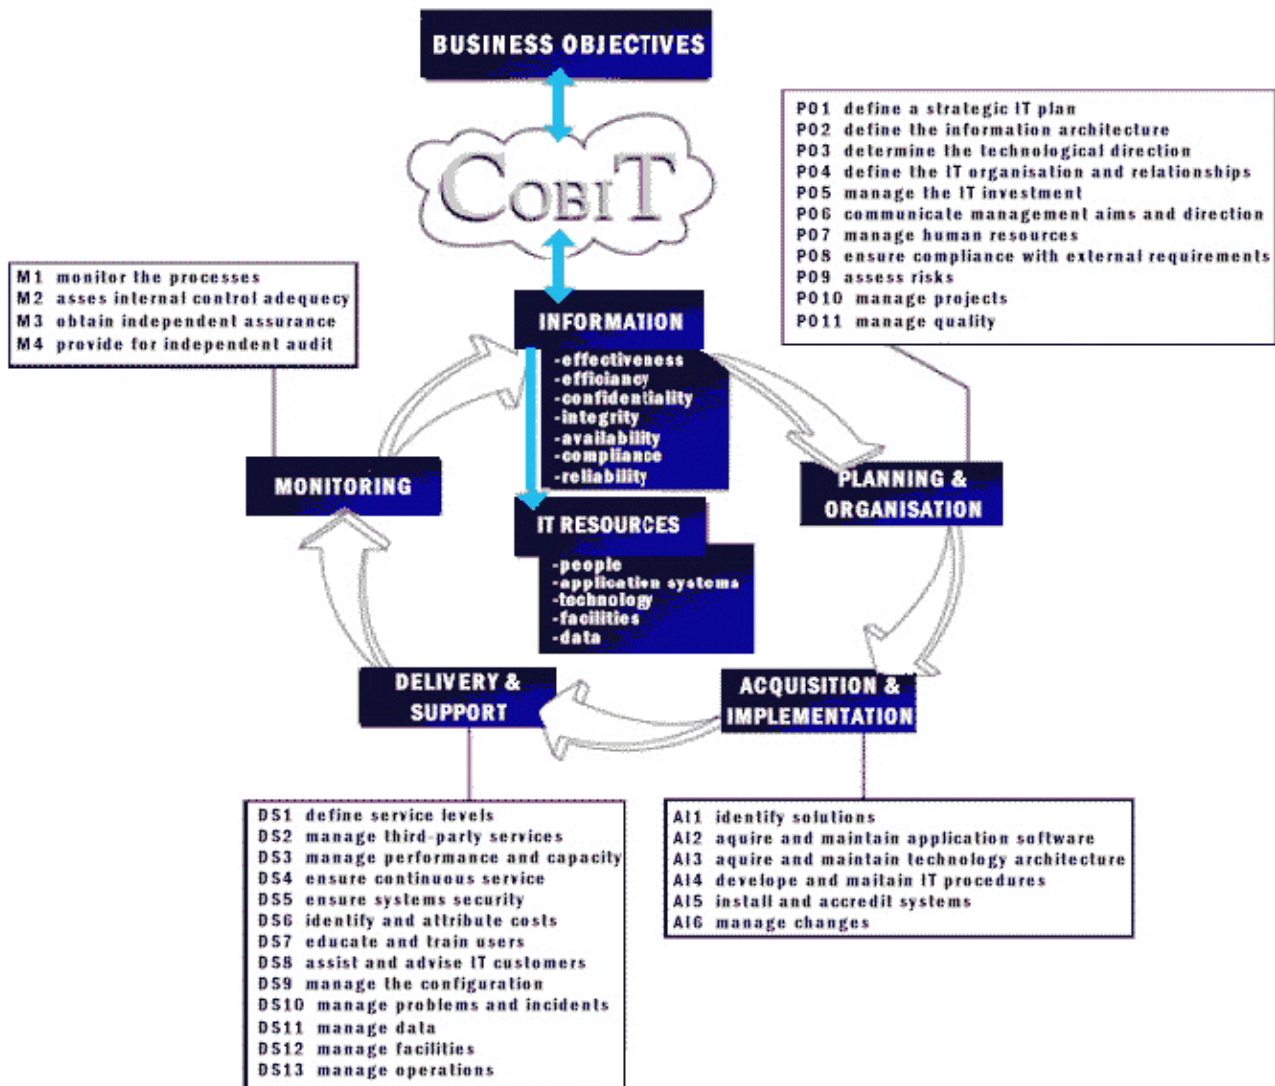 BUSINESS OBJECTIVES
COBIT
PO1 define a strategic IT plan
PO2 define the information architecture
PO3 determine the technological direction
PO4 define the IT organisation and relationships
PO5 manage the IT investment
PO6 communicate management aims and direction
PO7 manage human resources
PO8 ensure compliance with external requirements
PO9 assess risks
PO10 manage projects
PO11 manage quality
M1 monitor the processes
M2 asses internal control adequecy
M3 obtain independent assurance
M4 provide for independent audit
INFORMATION
-effectiveness
-efficiancy
-confidentiality
-integrity
-availability
-compliance
-reliability
MONITORING
PLANNING &
ORGANISATION
IT RESOURCES
-people
-application systems
-technology
-facilities
-data
DELIVERY &
SUPPORT
ACQUISITION &
IMPLEMENTATION
DS1 define service levels
DS2 manage third-party services
DS3 manage performance and capacity
DS4 ensure continuous service
DS5 ensure systems security
DS6 identify and attribute costs
DS7 educate and train users
DS8 assist and advise IT customers
DS9 manage the configuration
DS10 manage problems and incidents
DS11 manage data
DS12 manage facilities
DS13 manage operations
AI1 identify solutions
AI2 aquire and maintain application software
AI3 aquire and maintain technology architecture
AI4 develope and maitain IT procedures
AI5 install and accredit systems
AI6 manage changes